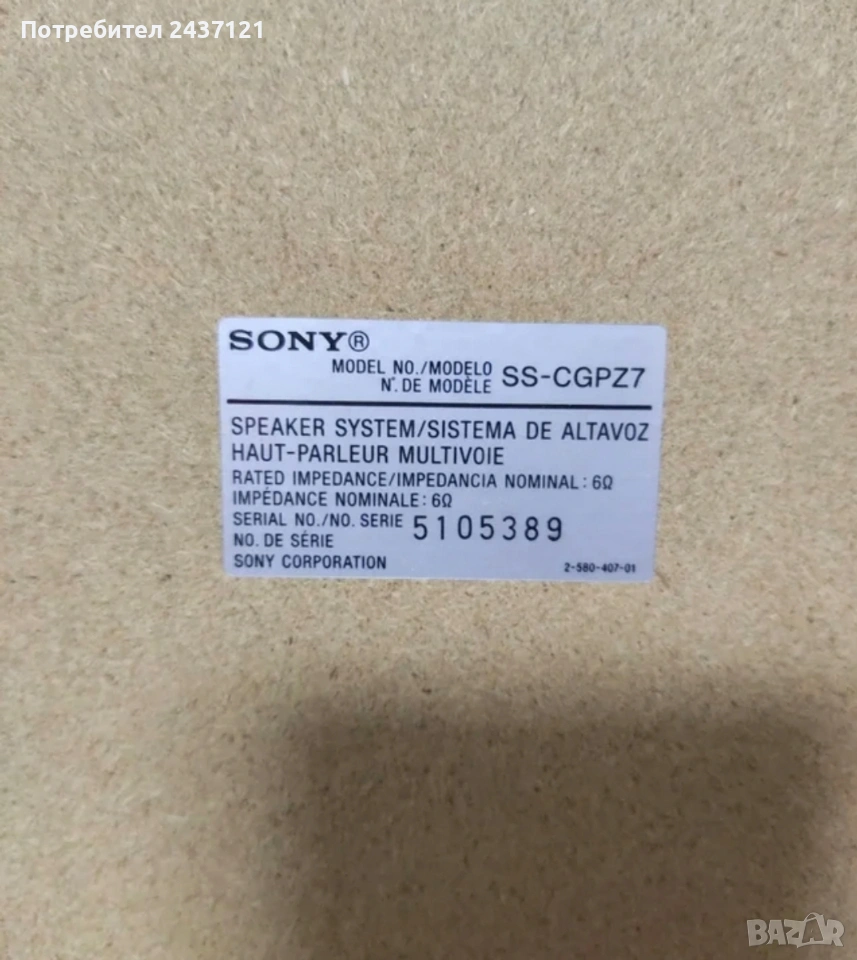 Потребител 2437121
SONY®
MODEL NO./MODELO
N°. DE MODÈLE SS-CGPZ7
SPEAKER SYSTEM/SISTEMA DE ALTAVOZ
HAUT-PARLEUR MULTIVOIE
RATED IMPEDANCE/IMPEDANCIA NOMINAL: 6Ω
IMPÉDANCE NOMINALE: 6Ω
SERIAL NO./NO. SERIE 5105389
NO. DE SÉRIE
SONY CORPORATION 2-580-407-01
BAZAR